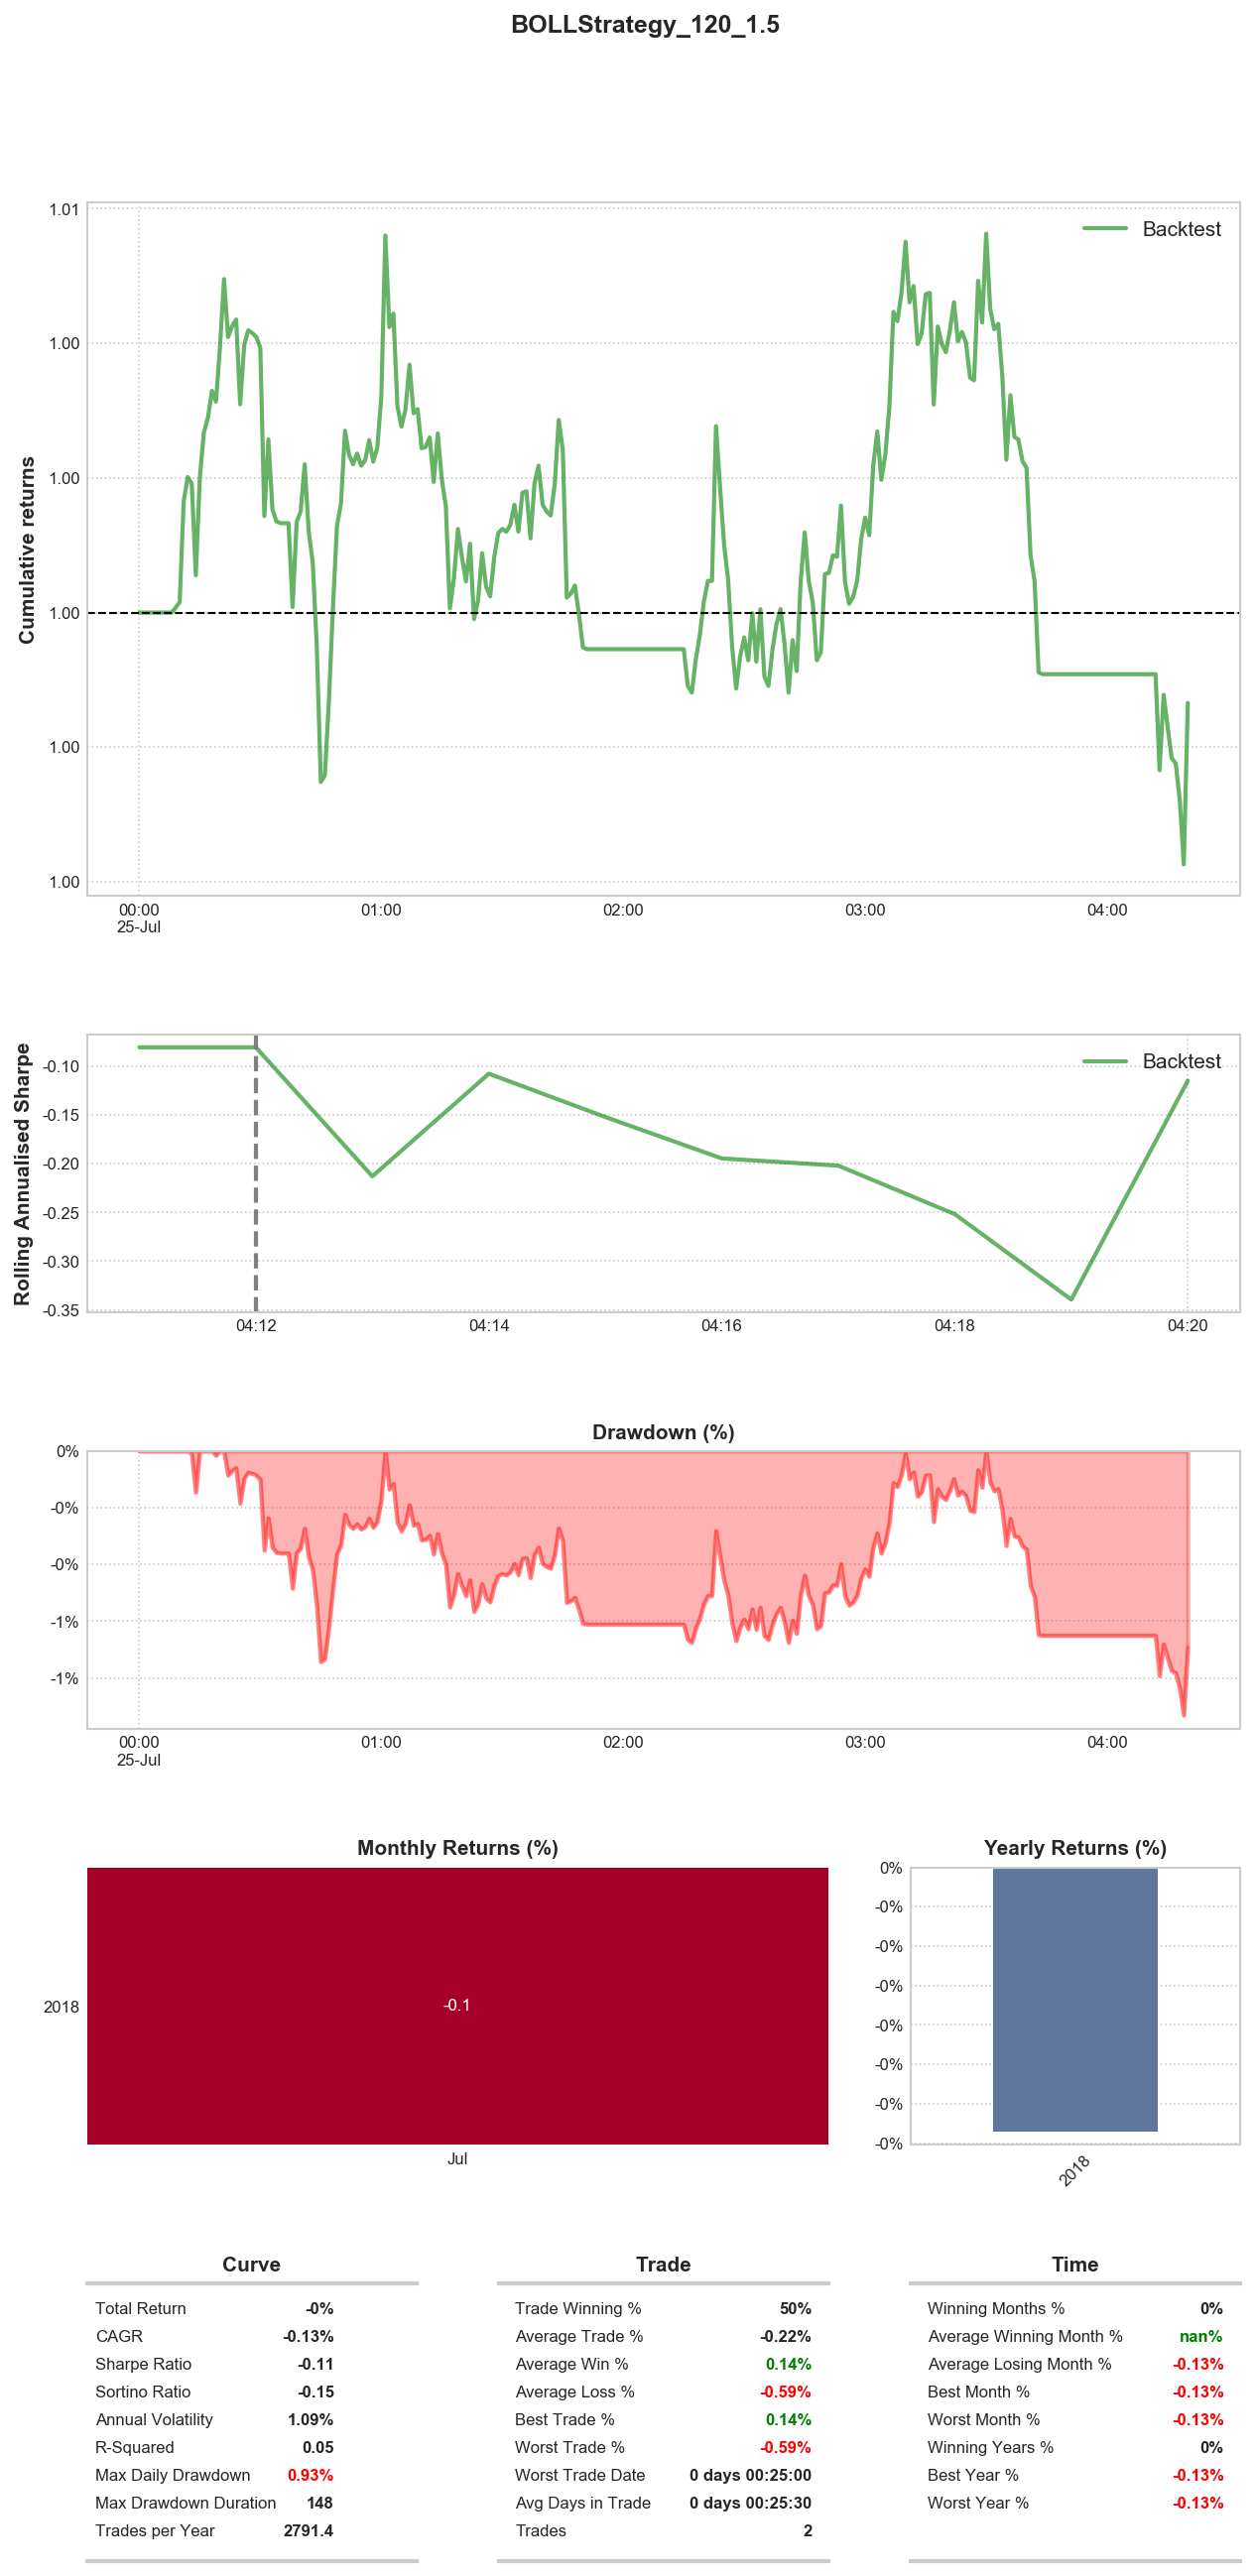 BOLLStrategy_120_1.5
Cumulative returns
1.01
1.00
1.00
1.00
1.00
1.00
Backtest
00:00 01:00 02:00 03:00 04:00
25-Jul
Rolling Annualised Sharpe
-0.10
-0.15
-0.20
-0.25
-0.30
-0.35
Backtest
04:12 04:14 04:16 04:18 04:20
Drawdown (%)
0%
-0%
-0%
-1%
-1%
00:00 01:00 02:00 03:00 04:00
25-Jul
Monthly Returns (%)
2018
-0.1
Jul
Yearly Returns (%)
0%
-0%
-0%
-0%
-0%
-0%
-0%
-0%
2018
Curve
Total Return -0%
CAGR -0.13%
Sharpe Ratio -0.11
Sortino Ratio -0.15
Annual Volatility 1.09%
R-Squared 0.05
Max Daily Drawdown 0.93%
Max Drawdown Duration 148
Trades per Year 2791.4
Trade
Trade Winning % 50%
Average Trade % -0.22%
Average Win % 0.14%
Average Loss % -0.59%
Best Trade % 0.14%
Worst Trade % -0.59%
Worst Trade Date 0 days 00:25:00
Avg Days in Trade 0 days 00:25:30
Trades 2
Time
Winning Months % 0%
Average Winning Month % nan%
Average Losing Month % -0.13%
Best Month % -0.13%
Worst Month % -0.13%
Winning Years % 0%
Best Year % -0.13%
Worst Year % -0.13%